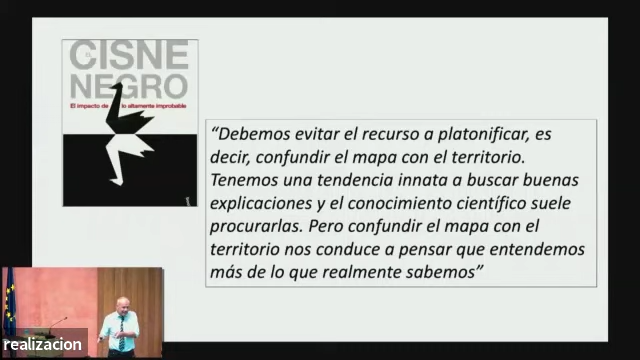 EL
CISNE
NEGRO
El impacto de lo altamente improbable
“Debemos evitar el recurso a platonificar, es
decir, confundir el mapa con el territorio.
Tenemos una tendencia innata a buscar buenas
explicaciones y el conocimiento científico suele
procurarlas. Pero confundir el mapa con el
territorio nos conduce a pensar que entendemos
más de lo que realmente sabemos”
realizacion